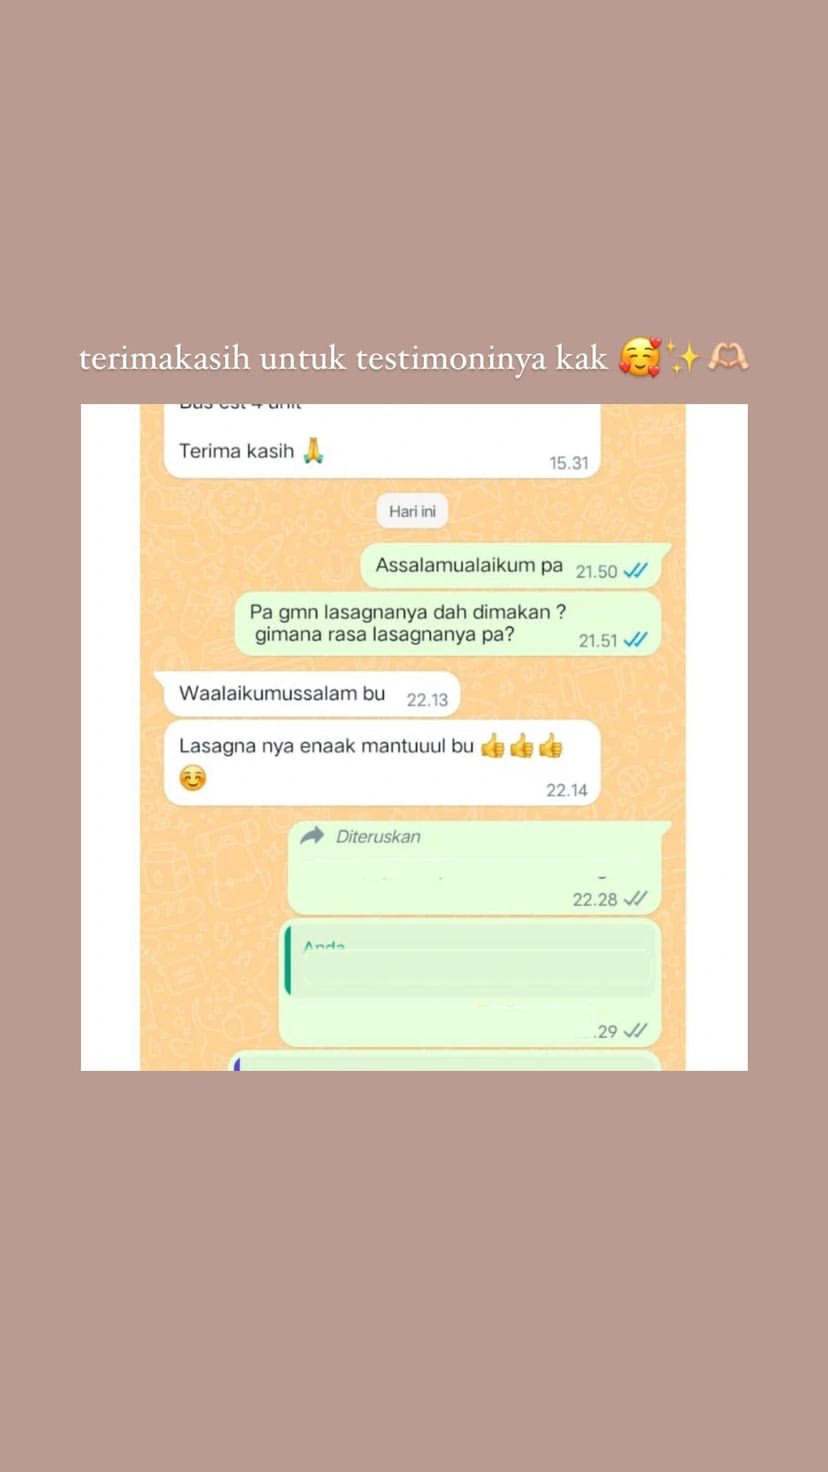 terimakasih untuk testimoninya kak 🥰✨🫶🏻
Terima kasih 🙏
15.31
Hari ini
Assalamualaikum pa 21.50
Pa gmn lasagnanya dah dimakan ?
gimana rasa lasagnanya pa? 21.51
Waalaikumussalam bu 22.13
Lasagna nya enaak mantuuul bu 👍👍👍
☺️
22.14
Diteruskan
22.28
Anda
.29